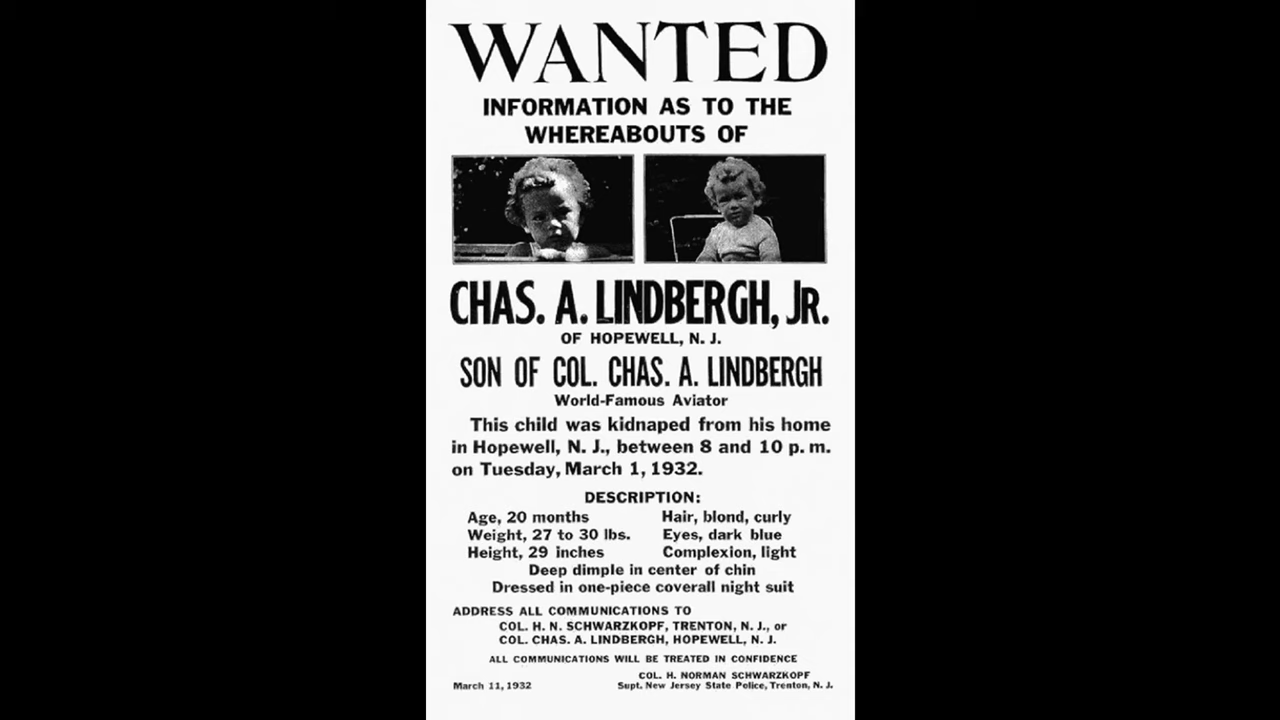 WANTED
INFORMATION AS TO THE
WHEREABOUTS OF
CHAS. A. LINDBERGH, JR.
OF HOPEWELL, N. J.
SON OF COL. CHAS. A. LINDBERGH
World-Famous Aviator
This child was kidnaped from his home
in Hopewell, N. J., between 8 and 10 p. m.
on Tuesday, March 1, 1932.
DESCRIPTION:
Age, 20 months Hair, blond, curly
Weight, 27 to 30 lbs. Eyes, dark blue
Height, 29 inches Complexion, light
Deep dimple in center of chin
Dressed in one-piece coverall night suit
ADDRESS ALL COMMUNICATIONS TO
COL. H. N. SCHWARZKOPF, TRENTON, N. J., or
COL. CHAS. A. LINDBERGH, HOPEWELL, N. J.
ALL COMMUNICATIONS WILL BE TREATED IN CONFIDENCE
COL. H. NORMAN SCHWARZKOPF
March 11, 1932 Supt. New Jersey State Police, Trenton, N. J.